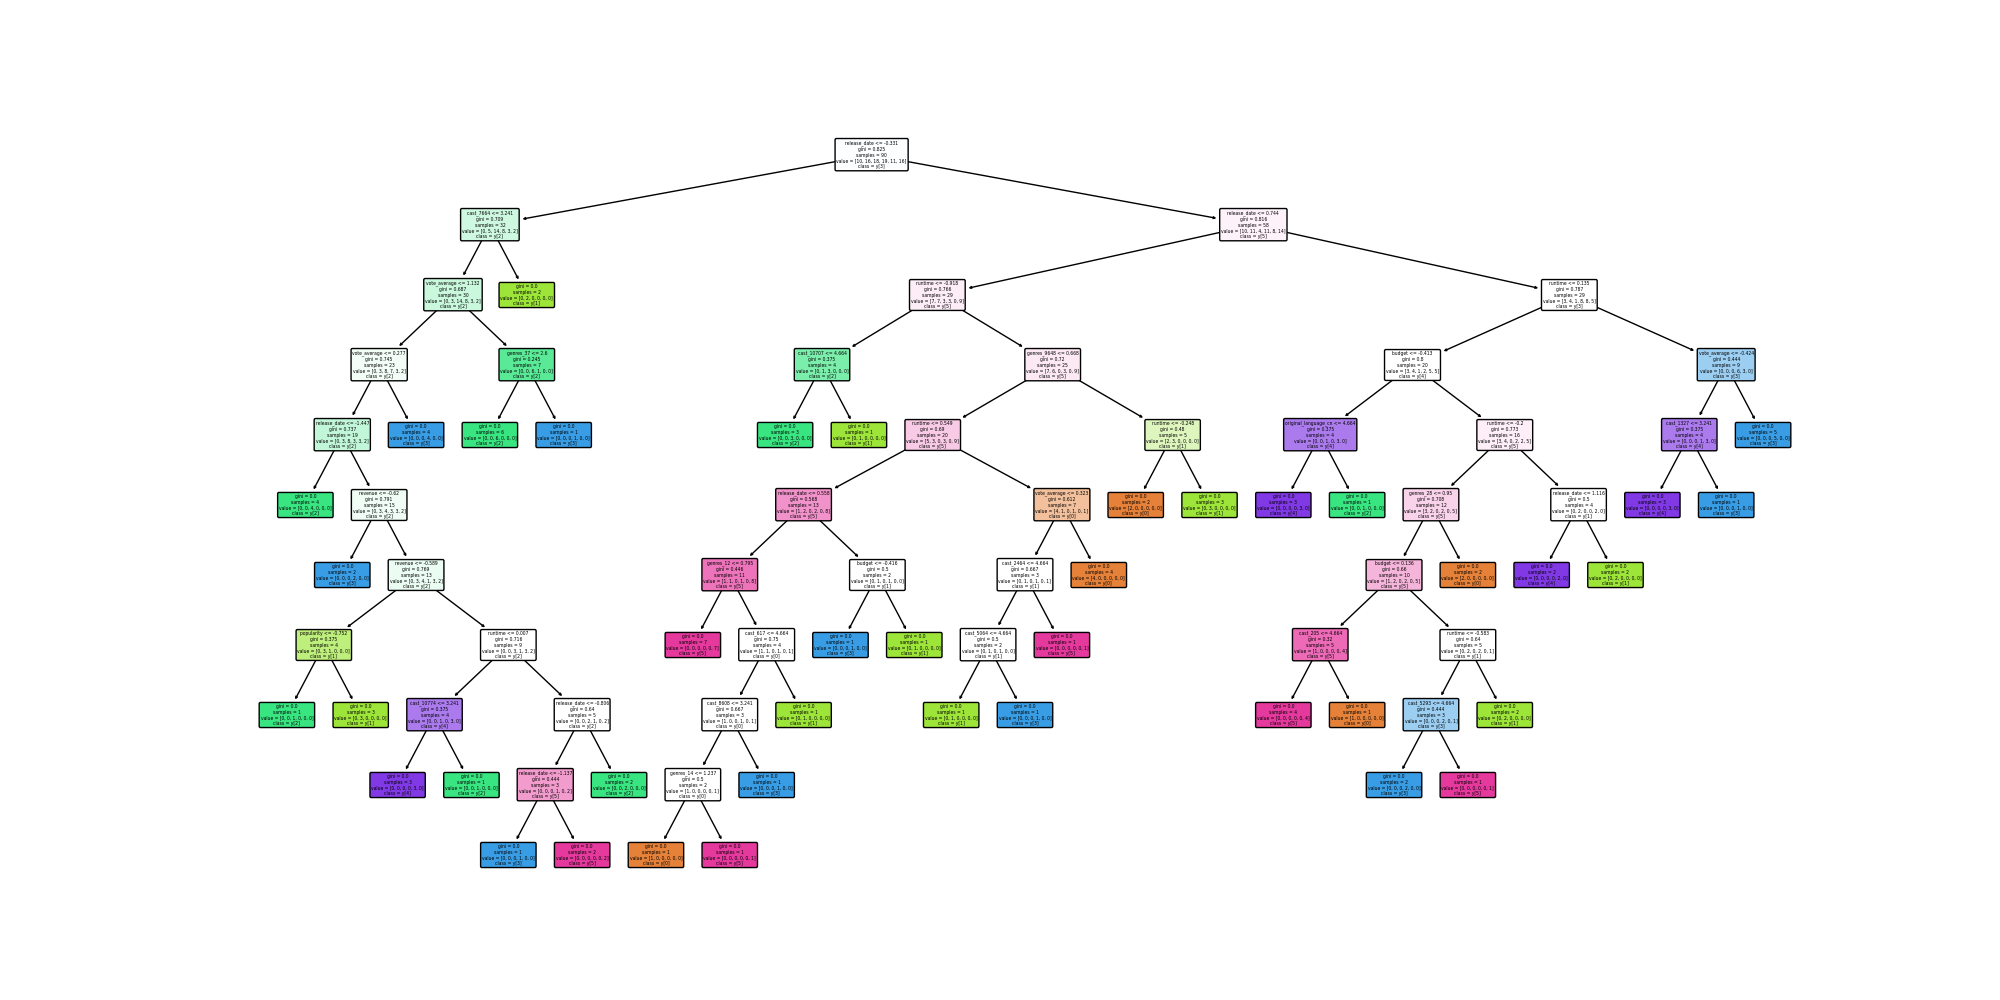 release_date <= -0.331
gini = 0.825
samples = 90
value = [10, 16, 18, 19, 11, 16]
class = y[3]
cast_7664 <= 3.241
gini = 0.709
samples = 32
value = [0, 5, 14, 8, 3, 2]
class = y[2]
release_date <= 0.744
gini = 0.816
samples = 58
value = [10, 11, 4, 11, 8, 14]
class = y[5]
vote_average <= 1.132
gini = 0.687
samples = 30
value = [0, 3, 14, 8, 3, 2]
class = y[2]
gini = 0.0
samples = 2
value = [0, 2, 0, 0, 0, 0]
class = y[1]
runtime <= -0.918
gini = 0.766
samples = 29
value = [7, 7, 3, 3, 0, 9]
class = y[5]
runtime <= 0.135
gini = 0.787
samples = 29
value = [3, 4, 1, 8, 8, 5]
class = y[3]
vote_average <= 0.277
gini = 0.745
samples = 23
value = [0, 3, 8, 7, 3, 2]
class = y[2]
genres_37 <= 2.6
gini = 0.245
samples = 7
value = [0, 0, 6, 1, 0, 0]
class = y[2]
cast_10707 <= 4.664
gini = 0.375
samples = 4
value = [0, 1, 3, 0, 0, 0]
class = y[2]
genres_9648 <= 0.668
gini = 0.72
samples = 25
value = [7, 6, 0, 3, 0, 9]
class = y[5]
budget <= -0.413
gini = 0.8
samples = 20
value = [3, 4, 1, 2, 5, 5]
class = y[4]
vote_average <= -0.424
gini = 0.444
samples = 9
value = [0, 0, 0, 6, 3, 0]
class = y[3]
release_date <= -1.447
gini = 0.737
samples = 19
value = [0, 3, 8, 3, 3, 2]
class = y[2]
gini = 0.0
samples = 4
value = [0, 0, 0, 4, 0, 0]
class = y[3]
gini = 0.0
samples = 6
value = [0, 0, 6, 0, 0, 0]
class = y[2]
gini = 0.0
samples = 1
value = [0, 0, 0, 1, 0, 0]
class = y[3]
gini = 0.0
samples = 3
value = [0, 0, 3, 0, 0, 0]
class = y[2]
gini = 0.0
samples = 1
value = [0, 1, 0, 0, 0, 0]
class = y[1]
runtime <= 0.549
gini = 0.69
samples = 20
value = [5, 3, 0, 3, 0, 9]
class = y[5]
runtime <= -0.248
gini = 0.48
samples = 5
value = [2, 3, 0, 0, 0, 0]
class = y[1]
original_language_cn <= 4.664
gini = 0.375
samples = 4
value = [0, 0, 1, 0, 3, 0]
class = y[4]
runtime <= -0.2
gini = 0.773
samples = 16
value = [3, 4, 0, 2, 2, 5]
class = y[5]
cast_1327 <= 3.241
gini = 0.375
samples = 4
value = [0, 0, 0, 1, 3, 0]
class = y[4]
gini = 0.0
samples = 5
value = [0, 0, 0, 5, 0, 0]
class = y[3]
gini = 0.0
samples = 4
value = [0, 0, 4, 0, 0, 0]
class = y[2]
revenue <= -0.62
gini = 0.791
samples = 15
value = [0, 3, 4, 3, 3, 2]
class = y[2]
release_date <= 0.558
gini = 0.568
samples = 13
value = [1, 2, 0, 2, 0, 8]
class = y[5]
vote_average <= 0.323
gini = 0.612
samples = 7
value = [4, 1, 0, 1, 0, 1]
class = y[0]
gini = 0.0
samples = 2
value = [2, 0, 0, 0, 0, 0]
class = y[0]
gini = 0.0
samples = 3
value = [0, 3, 0, 0, 0, 0]
class = y[1]
gini = 0.0
samples = 3
value = [0, 0, 0, 0, 3, 0]
class = y[4]
gini = 0.0
samples = 1
value = [0, 0, 1, 0, 0, 0]
class = y[2]
genres_28 <= 0.95
gini = 0.708
samples = 12
value = [3, 2, 0, 2, 0, 5]
class = y[5]
release_date <= 1.116
gini = 0.5
samples = 4
value = [0, 2, 0, 0, 2, 0]
class = y[1]
gini = 0.0
samples = 3
value = [0, 0, 0, 0, 3, 0]
class = y[4]
gini = 0.0
samples = 1
value = [0, 0, 0, 1, 0, 0]
class = y[3]
gini = 0.0
samples = 2
value = [0, 0, 0, 2, 0, 0]
class = y[3]
revenue <= -0.589
gini = 0.769
samples = 13
value = [0, 3, 4, 1, 3, 2]
class = y[2]
genres_12 <= 0.795
gini = 0.446
samples = 11
value = [1, 1, 0, 1, 0, 8]
class = y[5]
budget <= -0.416
gini = 0.5
samples = 2
value = [0, 1, 0, 1, 0, 0]
class = y[1]
cast_2464 <= 4.664
gini = 0.667
samples = 3
value = [0, 1, 0, 1, 0, 1]
class = y[1]
gini = 0.0
samples = 4
value = [4, 0, 0, 0, 0, 0]
class = y[0]
budget <= 0.136
gini = 0.66
samples = 10
value = [1, 2, 0, 2, 0, 5]
class = y[5]
gini = 0.0
samples = 2
value = [2, 0, 0, 0, 0, 0]
class = y[0]
gini = 0.0
samples = 2
value = [0, 0, 0, 0, 2, 0]
class = y[4]
gini = 0.0
samples = 2
value = [0, 2, 0, 0, 0, 0]
class = y[1]
popularity <= -0.752
gini = 0.375
samples = 4
value = [0, 3, 1, 0, 0, 0]
class = y[1]
runtime <= 0.007
gini = 0.716
samples = 9
value = [0, 0, 3, 1, 3, 2]
class = y[2]
gini = 0.0
samples = 7
value = [0, 0, 0, 0, 0, 7]
class = y[5]
cast_617 <= 4.664
gini = 0.75
samples = 4
value = [1, 1, 0, 1, 0, 1]
class = y[0]
gini = 0.0
samples = 1
value = [0, 0, 0, 1, 0, 0]
class = y[3]
gini = 0.0
samples = 1
value = [0, 1, 0, 0, 0, 0]
class = y[1]
cast_5064 <= 4.664
gini = 0.5
samples = 2
value = [0, 1, 0, 1, 0, 0]
class = y[1]
gini = 0.0
samples = 1
value = [0, 0, 0, 0, 0, 1]
class = y[5]
cast_205 <= 4.664
gini = 0.32
samples = 5
value = [1, 0, 0, 0, 0, 4]
class = y[5]
runtime <= -0.583
gini = 0.64
samples = 5
value = [0, 2, 0, 2, 0, 1]
class = y[1]
gini = 0.0
samples = 1
value = [0, 0, 1, 0, 0, 0]
class = y[2]
gini = 0.0
samples = 3
value = [0, 3, 0, 0, 0, 0]
class = y[1]
cast_10774 <= 3.241
gini = 0.375
samples = 4
value = [0, 0, 1, 0, 3, 0]
class = y[4]
release_date <= -0.806
gini = 0.64
samples = 5
value = [0, 0, 2, 1, 0, 2]
class = y[2]
cast_8605 <= 3.241
gini = 0.667
samples = 3
value = [1, 0, 0, 1, 0, 1]
class = y[0]
gini = 0.0
samples = 1
value = [0, 1, 0, 0, 0, 0]
class = y[1]
gini = 0.0
samples = 1
value = [0, 1, 0, 0, 0, 0]
class = y[1]
gini = 0.0
samples = 1
value = [0, 0, 0, 1, 0, 0]
class = y[3]
gini = 0.0
samples = 4
value = [0, 0, 0, 0, 0, 4]
class = y[5]
gini = 0.0
samples = 1
value = [1, 0, 0, 0, 0, 0]
class = y[0]
cast_5293 <= 4.664
gini = 0.444
samples = 3
value = [0, 0, 0, 2, 0, 1]
class = y[3]
gini = 0.0
samples = 2
value = [0, 2, 0, 0, 0, 0]
class = y[1]
gini = 0.0
samples = 3
value = [0, 0, 0, 0, 3, 0]
class = y[4]
gini = 0.0
samples = 1
value = [0, 0, 1, 0, 0, 0]
class = y[2]
release_date <= -1.137
gini = 0.444
samples = 3
value = [0, 0, 0, 1, 0, 2]
class = y[5]
gini = 0.0
samples = 2
value = [0, 0, 2, 0, 0, 0]
class = y[2]
genres_14 <= 1.237
gini = 0.5
samples = 2
value = [1, 0, 0, 0, 0, 1]
class = y[0]
gini = 0.0
samples = 1
value = [0, 0, 0, 1, 0, 0]
class = y[3]
gini = 0.0
samples = 2
value = [0, 0, 0, 2, 0, 0]
class = y[3]
gini = 0.0
samples = 1
value = [0, 0, 0, 0, 0, 1]
class = y[5]
gini = 0.0
samples = 1
value = [0, 0, 0, 1, 0, 0]
class = y[3]
gini = 0.0
samples = 2
value = [0, 0, 0, 0, 0, 2]
class = y[5]
gini = 0.0
samples = 1
value = [1, 0, 0, 0, 0, 0]
class = y[0]
gini = 0.0
samples = 1
value = [0, 0, 0, 0, 0, 1]
class = y[5]